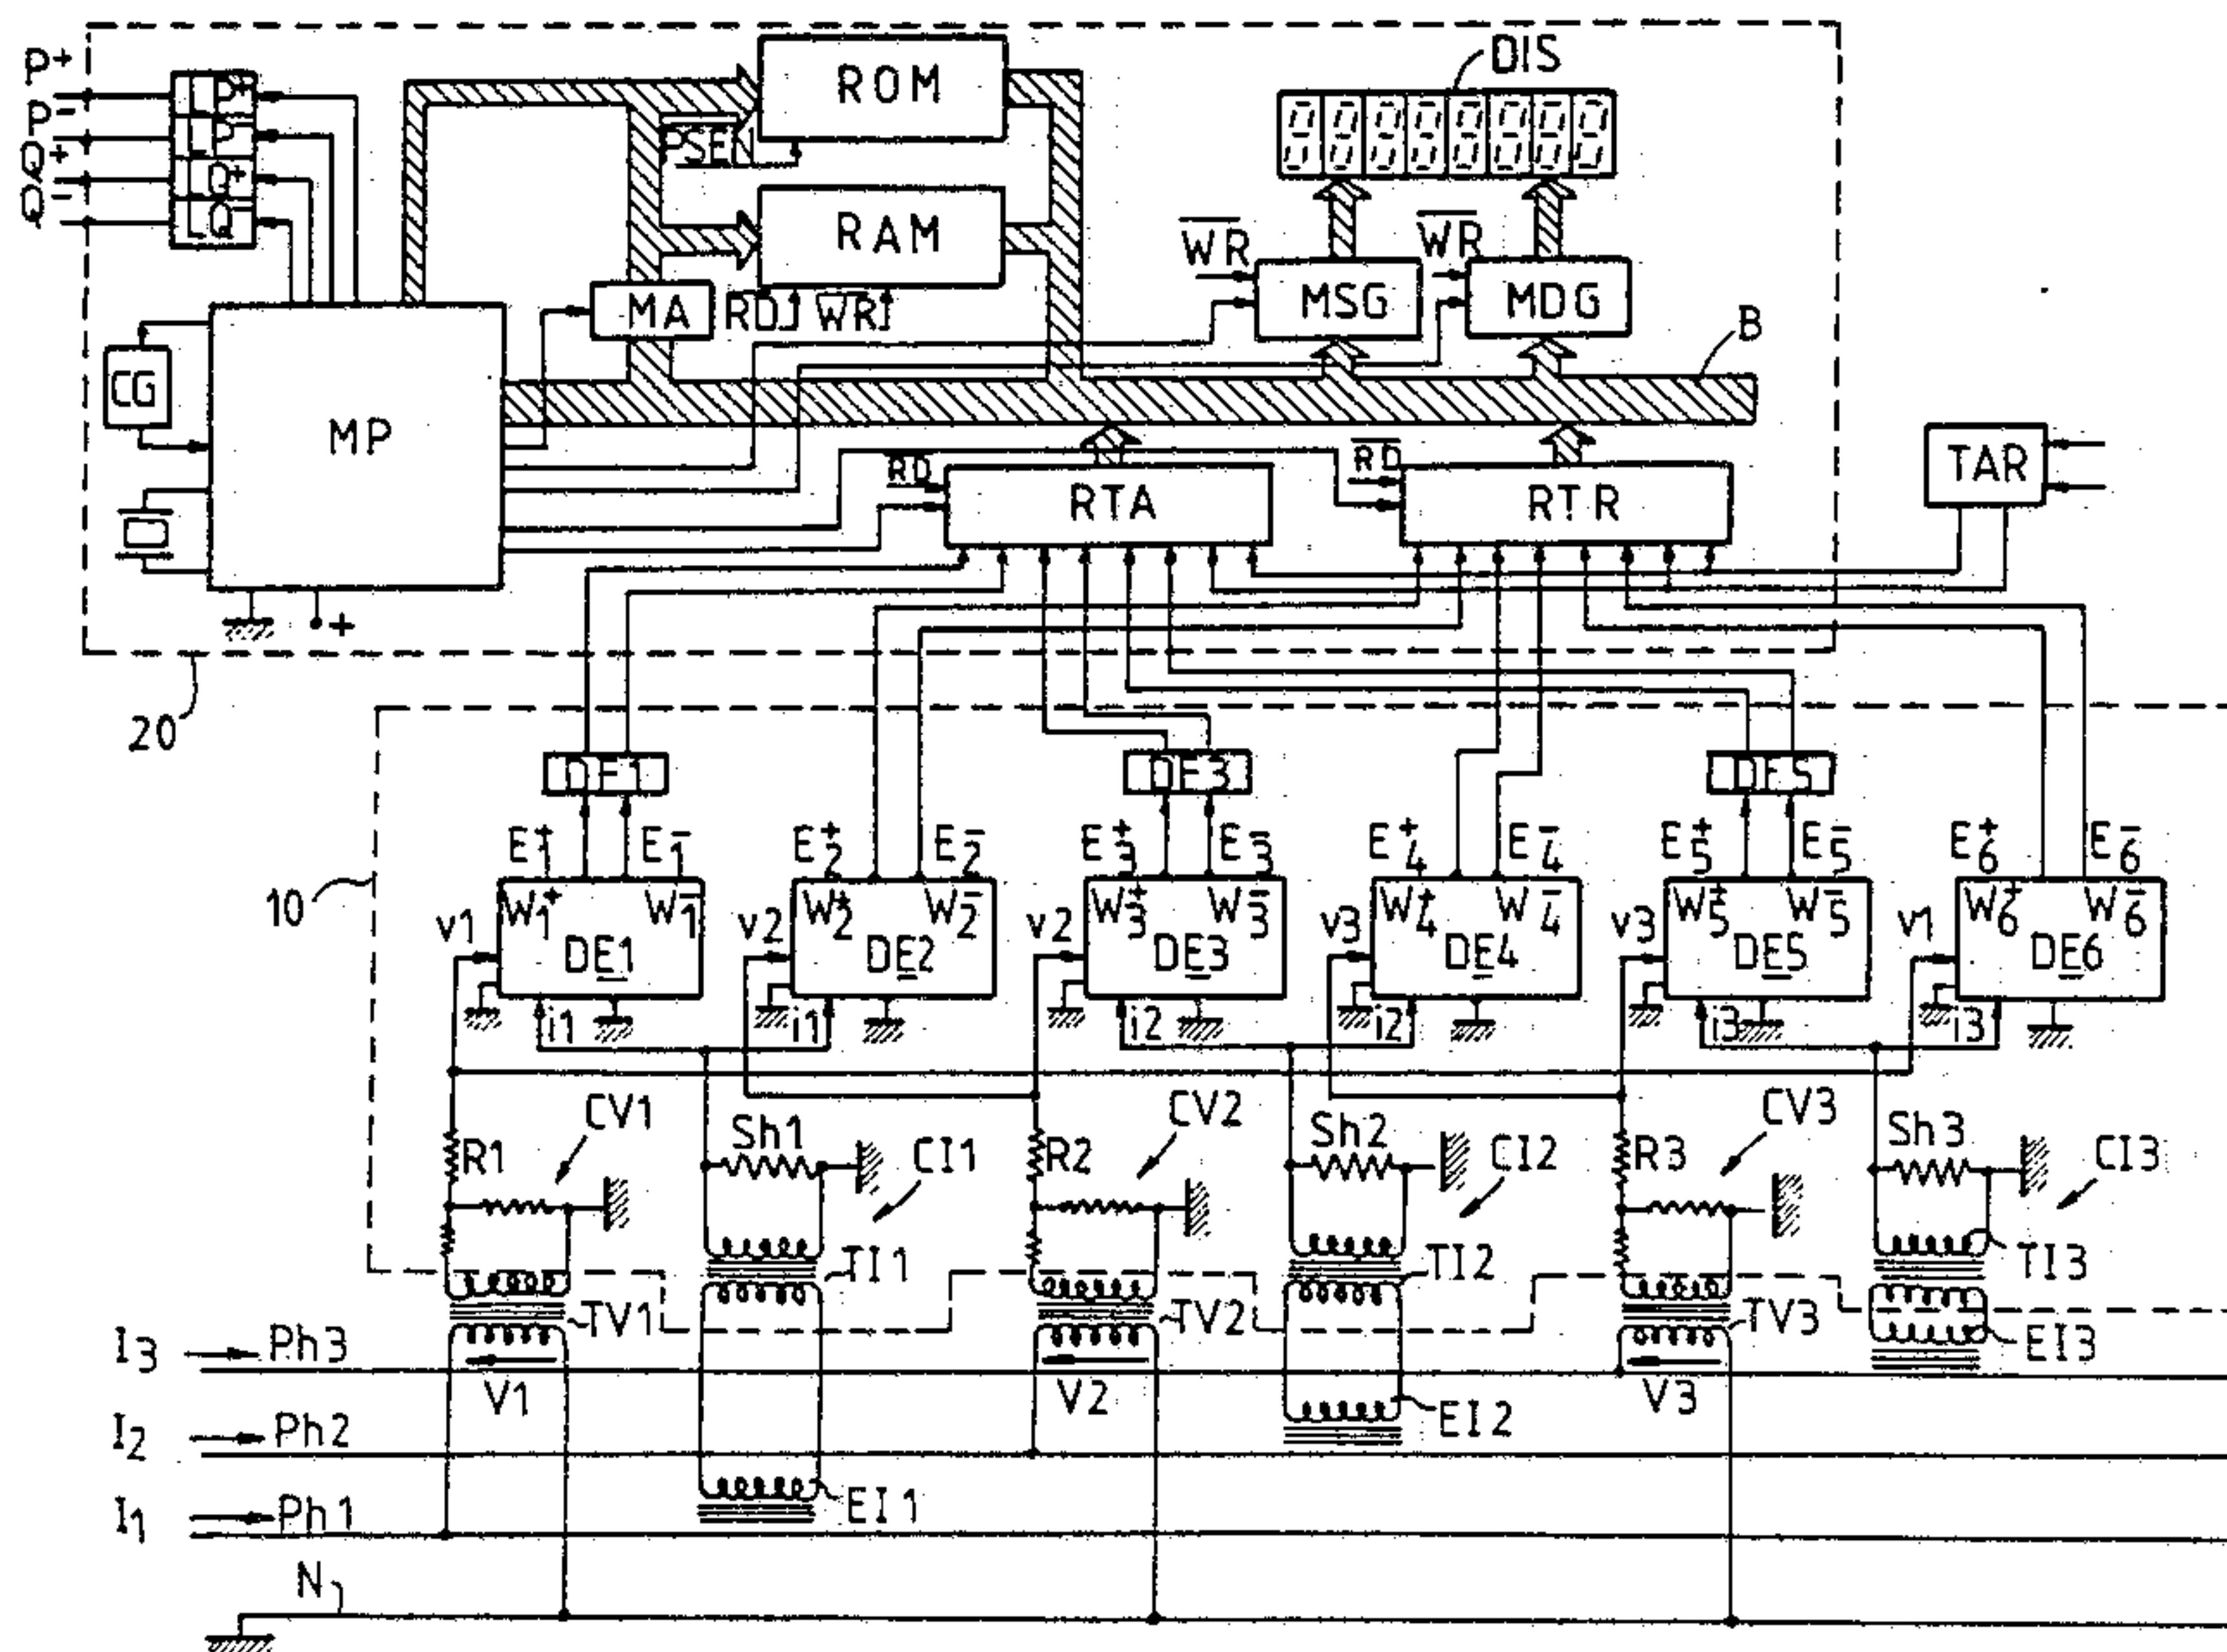 P+
P-
Q+
Q-
LP+
LP-
LQ+
LQ-
ROM
PSEN
RAM
MA
RD
WR
DIS
WR
MSG
WR
MDG
B
CG
MP
RD
RTA
RD
RTR
TAR
+
20
DF1
DF3
DF5
10
E1+ E1-
E2+ E2-
E3+ E3-
E4+ E4-
E5+ E5-
E6+ E6-
W1+ W1-
W2+ W2-
W3+ W3-
W4+ W4-
W5+ W5-
W6+ W6-
v1
DE1
v2
DE2
v2
DE3
v3
DE4
v3
DE5
v1
DE6
i1
i1
i2
i2
i3
i3
R1
CV1
Sh1
CI1
R2
CV2
Sh2
CI2
R3
CV3
Sh3
CI3
TV1
TI1
TV2
TI2
TV3
TI3
EI3
I3
Ph3
V1
V2
V3
I2
Ph2
EI2
I1
Ph1
EI1
N